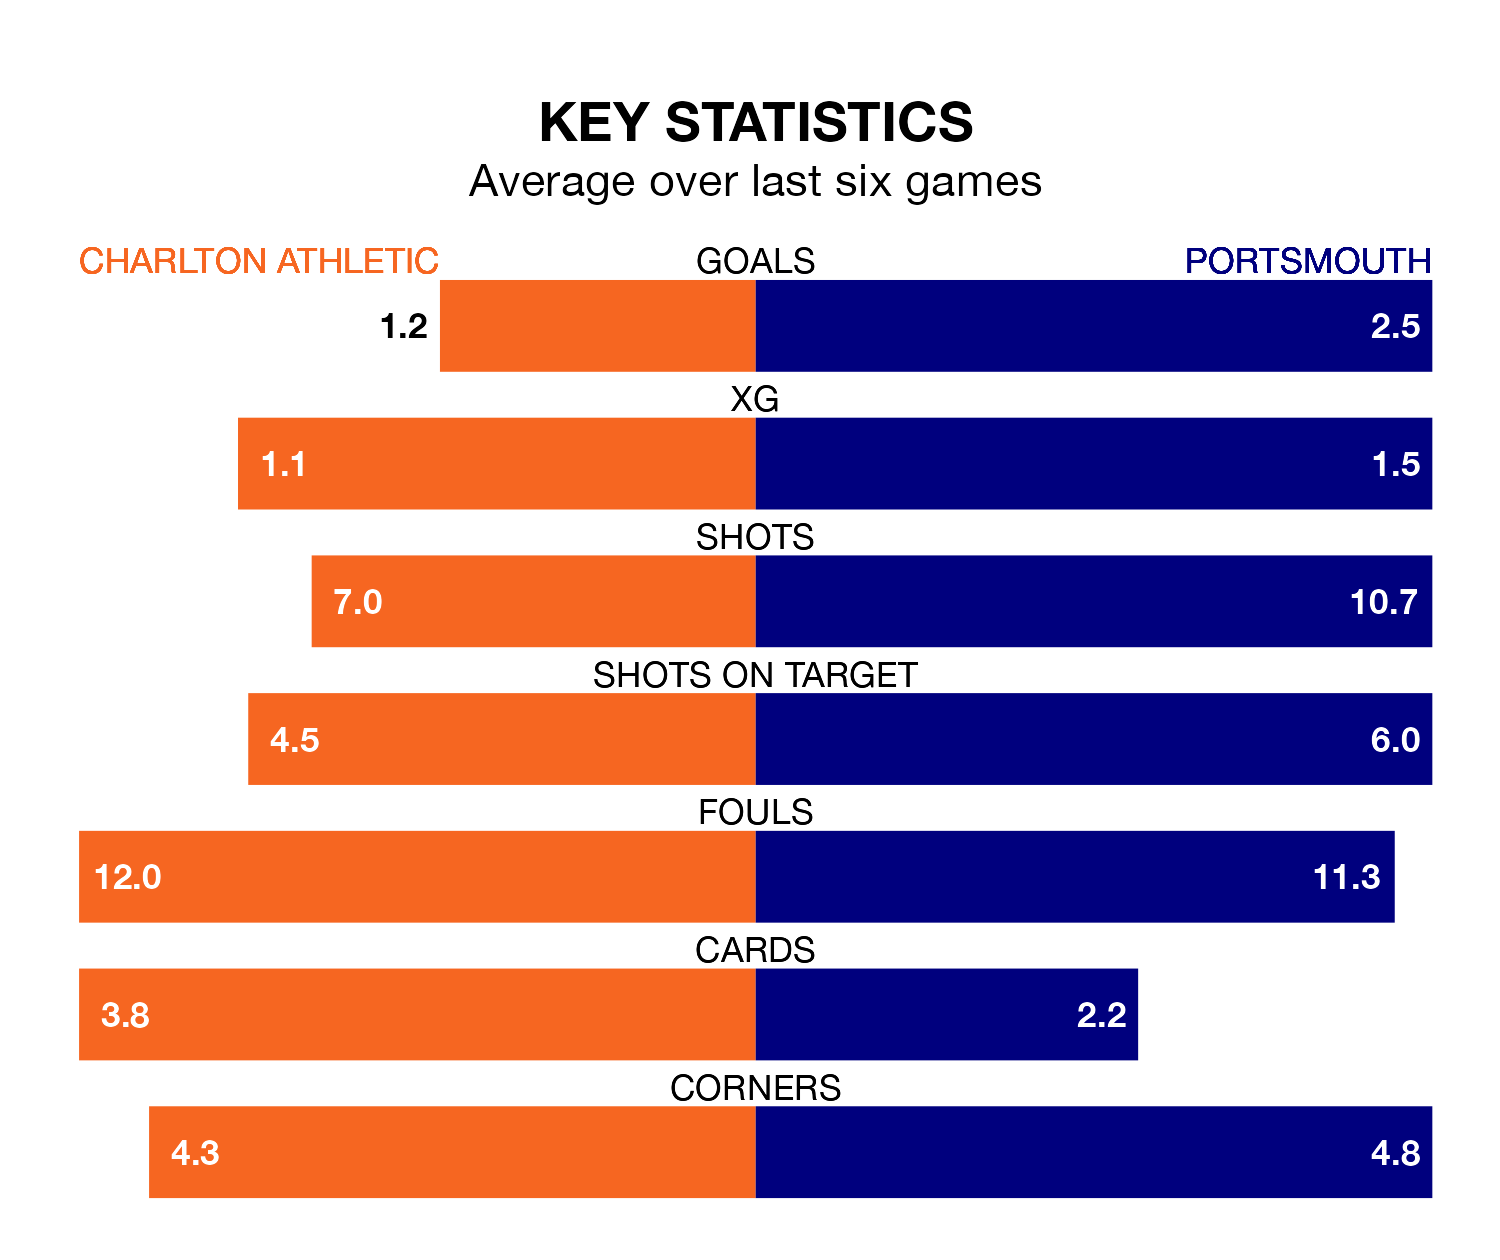 KEY STATISTICS
Average over last six games
CHARLTON ATHLETIC GOALS PORTSMOUTH
1.2 2.5
XG
1.1 1.5
SHOTS
7.0 10.7
SHOTS ON TARGET
4.5 6.0
FOULS
12.0 11.3
CARDS
3.8 2.2
CORNERS
4.3 4.8